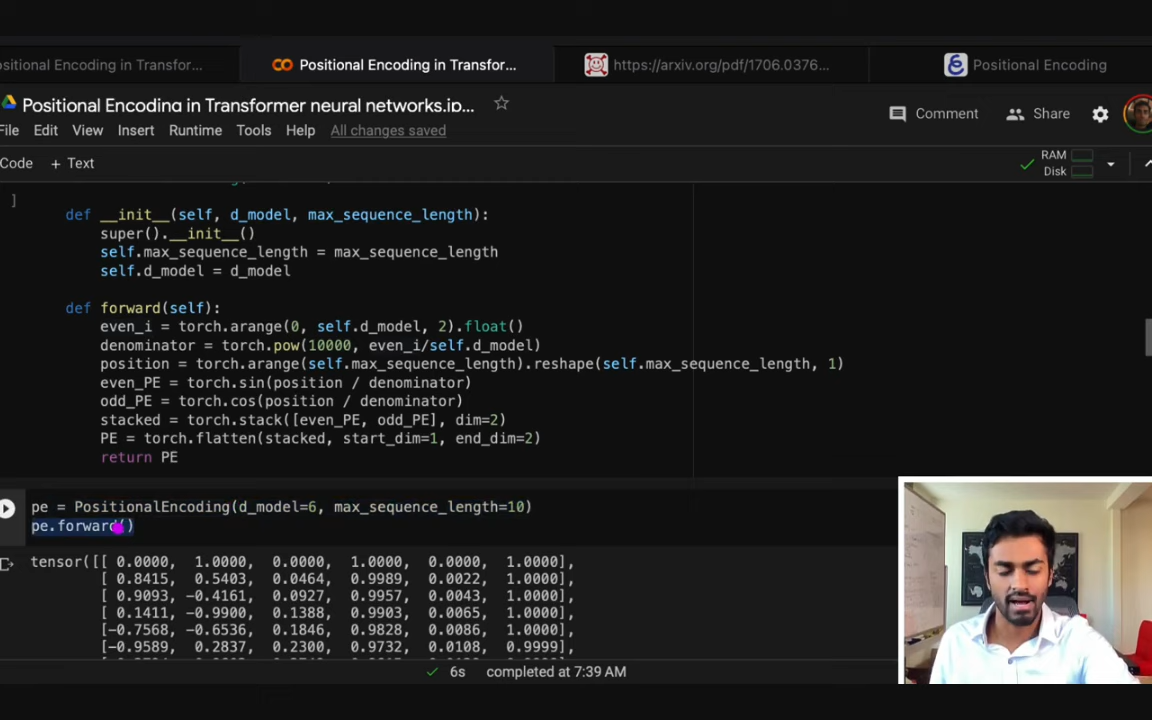 ositional Encoding in Transfor...
Positional Encoding in Transfor...
https://arxiv.org/pdf/1706.0376...
Positional Encoding
Positional Encoding in Transformer neural networks.ip...
Comment
Share
File Edit View Insert Runtime Tools Help All changes saved
Code + Text
RAM
Disk
]
def __init__(self, d_model, max_sequence_length):
super().__init__()
self.max_sequence_length = max_sequence_length
self.d_model = d_model
def forward(self):
even_i = torch.arange(0, self.d_model, 2).float()
denominator = torch.pow(10000, even_i/self.d_model)
position = torch.arange(self.max_sequence_length).reshape(self.max_sequence_length, 1)
even_PE = torch.sin(position / denominator)
odd_PE = torch.cos(position / denominator)
stacked = torch.stack([even_PE, odd_PE], dim=2)
PE = torch.flatten(stacked, start_dim=1, end_dim=2)
return PE
pe = PositionalEncoding(d_model=6, max_sequence_length=10)
pe.forward()
tensor([[ 0.0000, 1.0000, 0.0000, 1.0000, 0.0000, 1.0000],
[ 0.8415, 0.5403, 0.0464, 0.9989, 0.0022, 1.0000],
[ 0.9093, -0.4161, 0.0927, 0.9957, 0.0043, 1.0000],
[ 0.1411, -0.9900, 0.1388, 0.9903, 0.0065, 1.0000],
[-0.7568, -0.6536, 0.1846, 0.9828, 0.0086, 1.0000],
[-0.9589, 0.2837, 0.2300, 0.9732, 0.0108, 0.9999],
6s completed at 7:39 AM